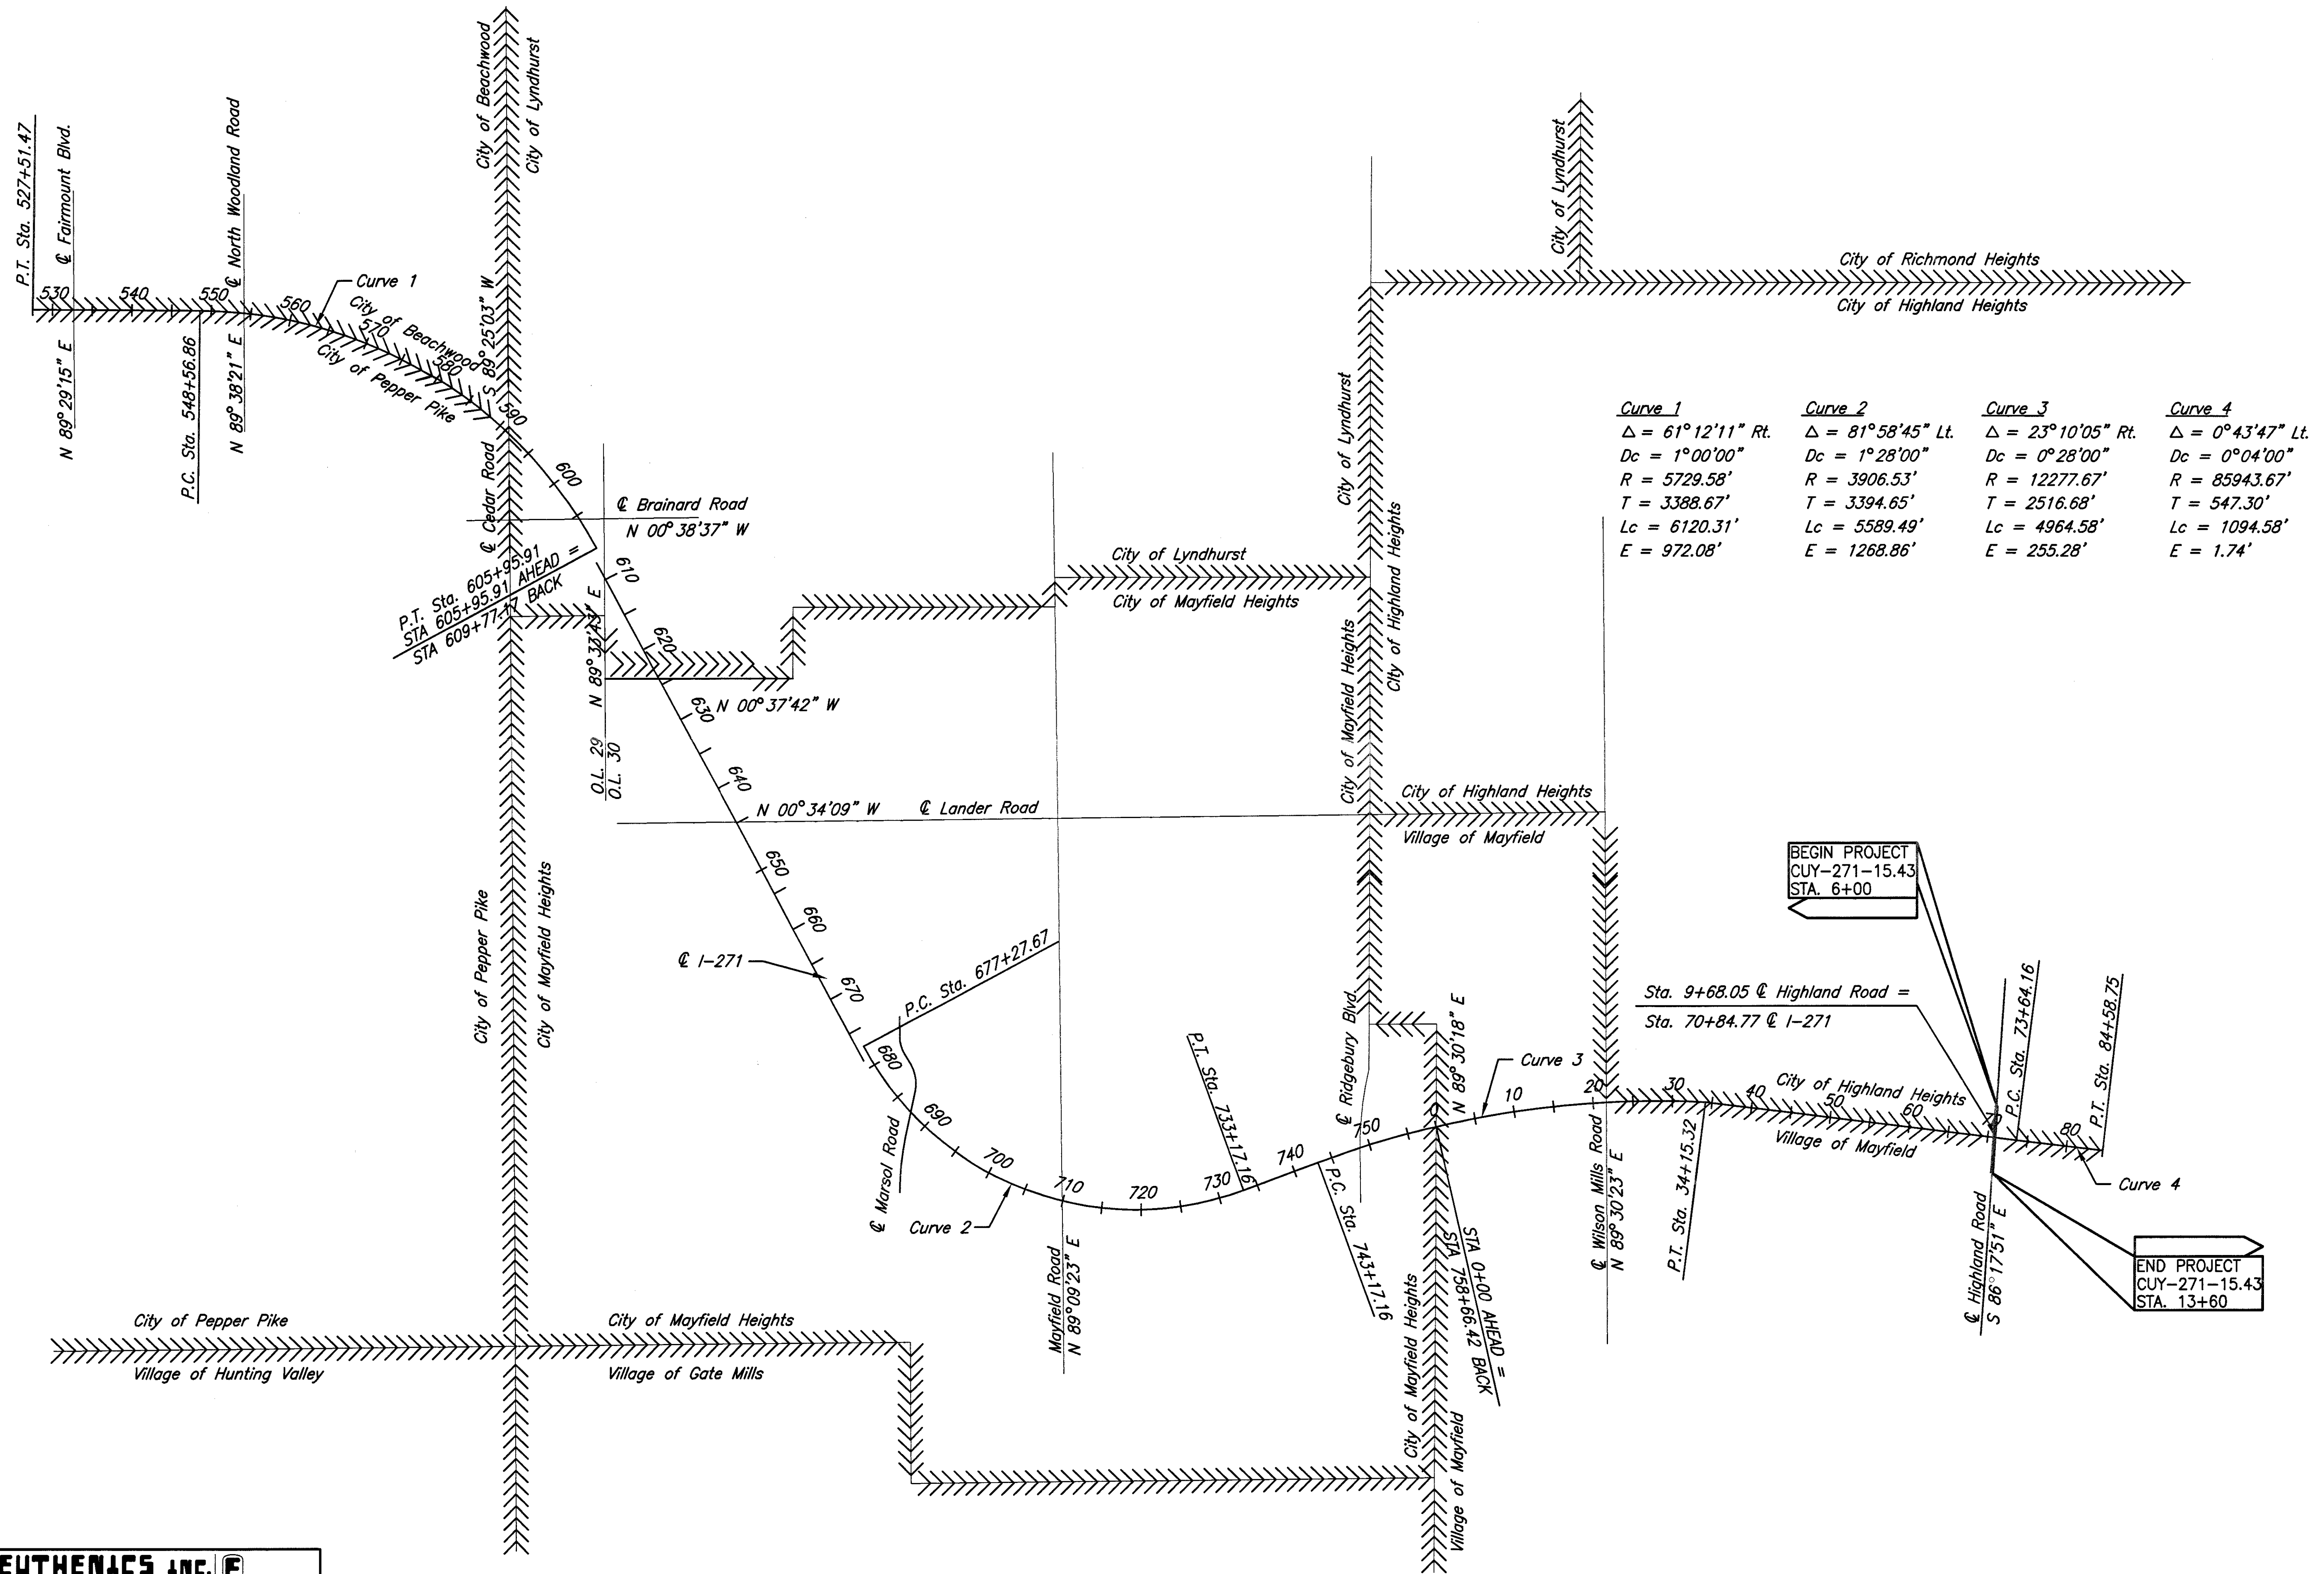 P.T. Sta. 527+51.47
℄ Fairmount Blvd.
N 89°29'15" E
530
540
550
P.C. Sta. 548+56.86
℄ North Woodland Road
N 89°38'21" E
Curve 1
560
City of Beachwood
570
580
City of Pepper Pike
City of Beachwood
City of Lyndhurst
S 89°25'03" W
590
℄ Cedar Road
600
℄ Brainard Road
N 00°38'37" W
P.T. Sta. 605+95.91
STA 605+95.91 AHEAD =
STA 609+77.17 BACK
610
N 89°33'43" E
620
O.L. 29
O.L. 30
630
N 00°37'42" W
640
N 00°34'09" W
℄ Lander Road
650
660
℄ I-271
670
P.C. Sta. 677+27.67
680
City of Pepper Pike
City of Mayfield Heights
690
℄ Marsol Road
700
Curve 2
710
Mayfield Road
N 89°09'23" E
720
730
P.T. Sta. 733+17.16
740
P.C. Sta. 743+17.16
750
℄ Ridgebury Blvd.
City of Lyndhurst
City of Mayfield Heights
City of Lyndhurst
City of Mayfield Heights
City of Highland Heights
City of Lyndhurst
City of Richmond Heights
City of Highland Heights
Curve 1
Δ = 61°12'11" Rt.
Dc = 1°00'00"
R = 5729.58'
T = 3388.67'
Lc = 6120.31'
E = 972.08'
Curve 2
Δ = 81°58'45" Lt.
Dc = 1°28'00"
R = 3906.53'
T = 3394.65'
Lc = 5589.49'
E = 1268.86'
Curve 3
Δ = 23°10'05" Rt.
Dc = 0°28'00"
R = 12277.67'
T = 2516.68'
Lc = 4964.58'
E = 255.28'
Curve 4
Δ = 0°43'47" Lt.
Dc = 0°04'00"
R = 85943.67'
T = 547.30'
Lc = 1094.58'
E = 1.74'
City of Highland Heights
Village of Mayfield
N 89°30'18" E
0
Curve 3
10
20
30
40
50
60
70
80
STA 0+00 AHEAD =
STA 758+66.42 BACK
City of Mayfield Heights
Village of Mayfield
℄ Wilson Mills Road
N 89°30'23" E
P.T. Sta. 34+15.32
City of Highland Heights
Village of Mayfield
BEGIN PROJECT
CUY-271-15.43
STA. 6+00
Sta. 9+68.05 ℄ Highland Road =
Sta. 70+84.77 ℄ I-271
P.C. Sta. 73+64.16
P.T. Sta. 84+58.75
Curve 4
℄ Highland Road
S 86°17'51" E
END PROJECT
CUY-271-15.43
STA. 13+60
City of Pepper Pike
Village of Hunting Valley
City of Mayfield Heights
Village of Gate Mills
EUTHENICS INC. E